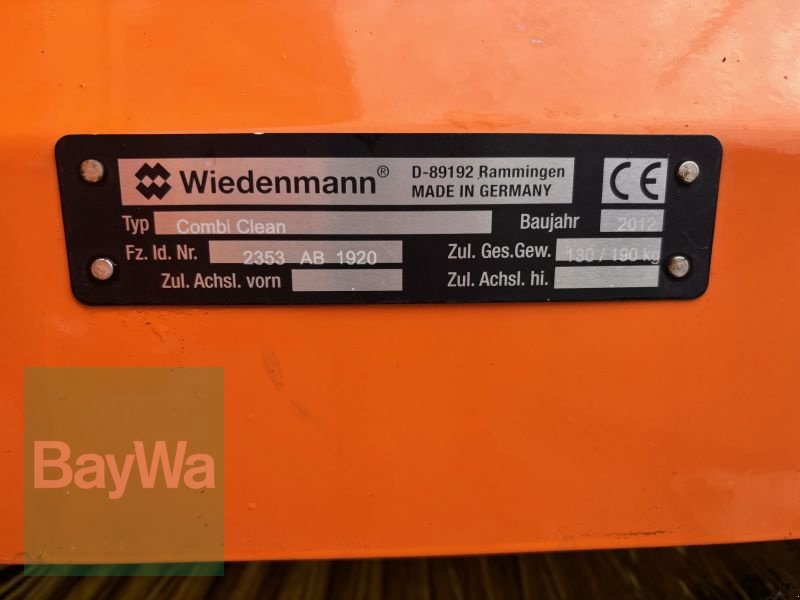 Wiedenmann® D-89192 Rammingen
MADE IN GERMANY
CE
Typ Combi Clean Baujahr 2012
Fz. Id. Nr. 2353 AB 1920 Zul. Ges.Gew. 130 / 190 kg
Zul. Achsl. vorn Zul. Achsl. hi.
BayWa